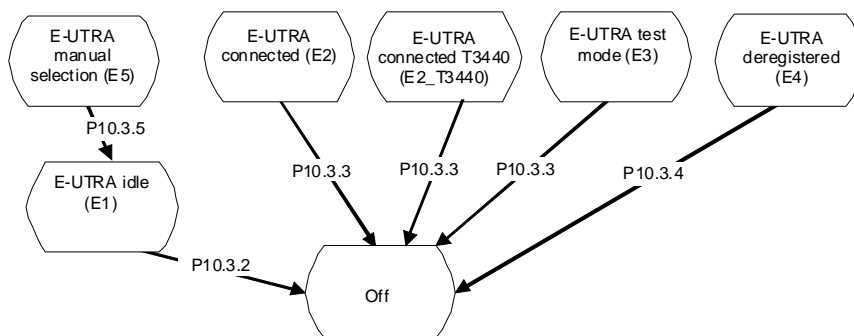 E-UTRA
manual
selection (E5)
E-UTRA
connected (E2)
E-UTRA
connected T3440
(E2_T3440)
E-UTRA test
mode (E3)
E-UTRA
deregistered
(E4)
P10.3.5
E-UTRA idle
(E1)
P10.3.3
P10.3.3
P10.3.3
P10.3.4
P10.3.2
Off